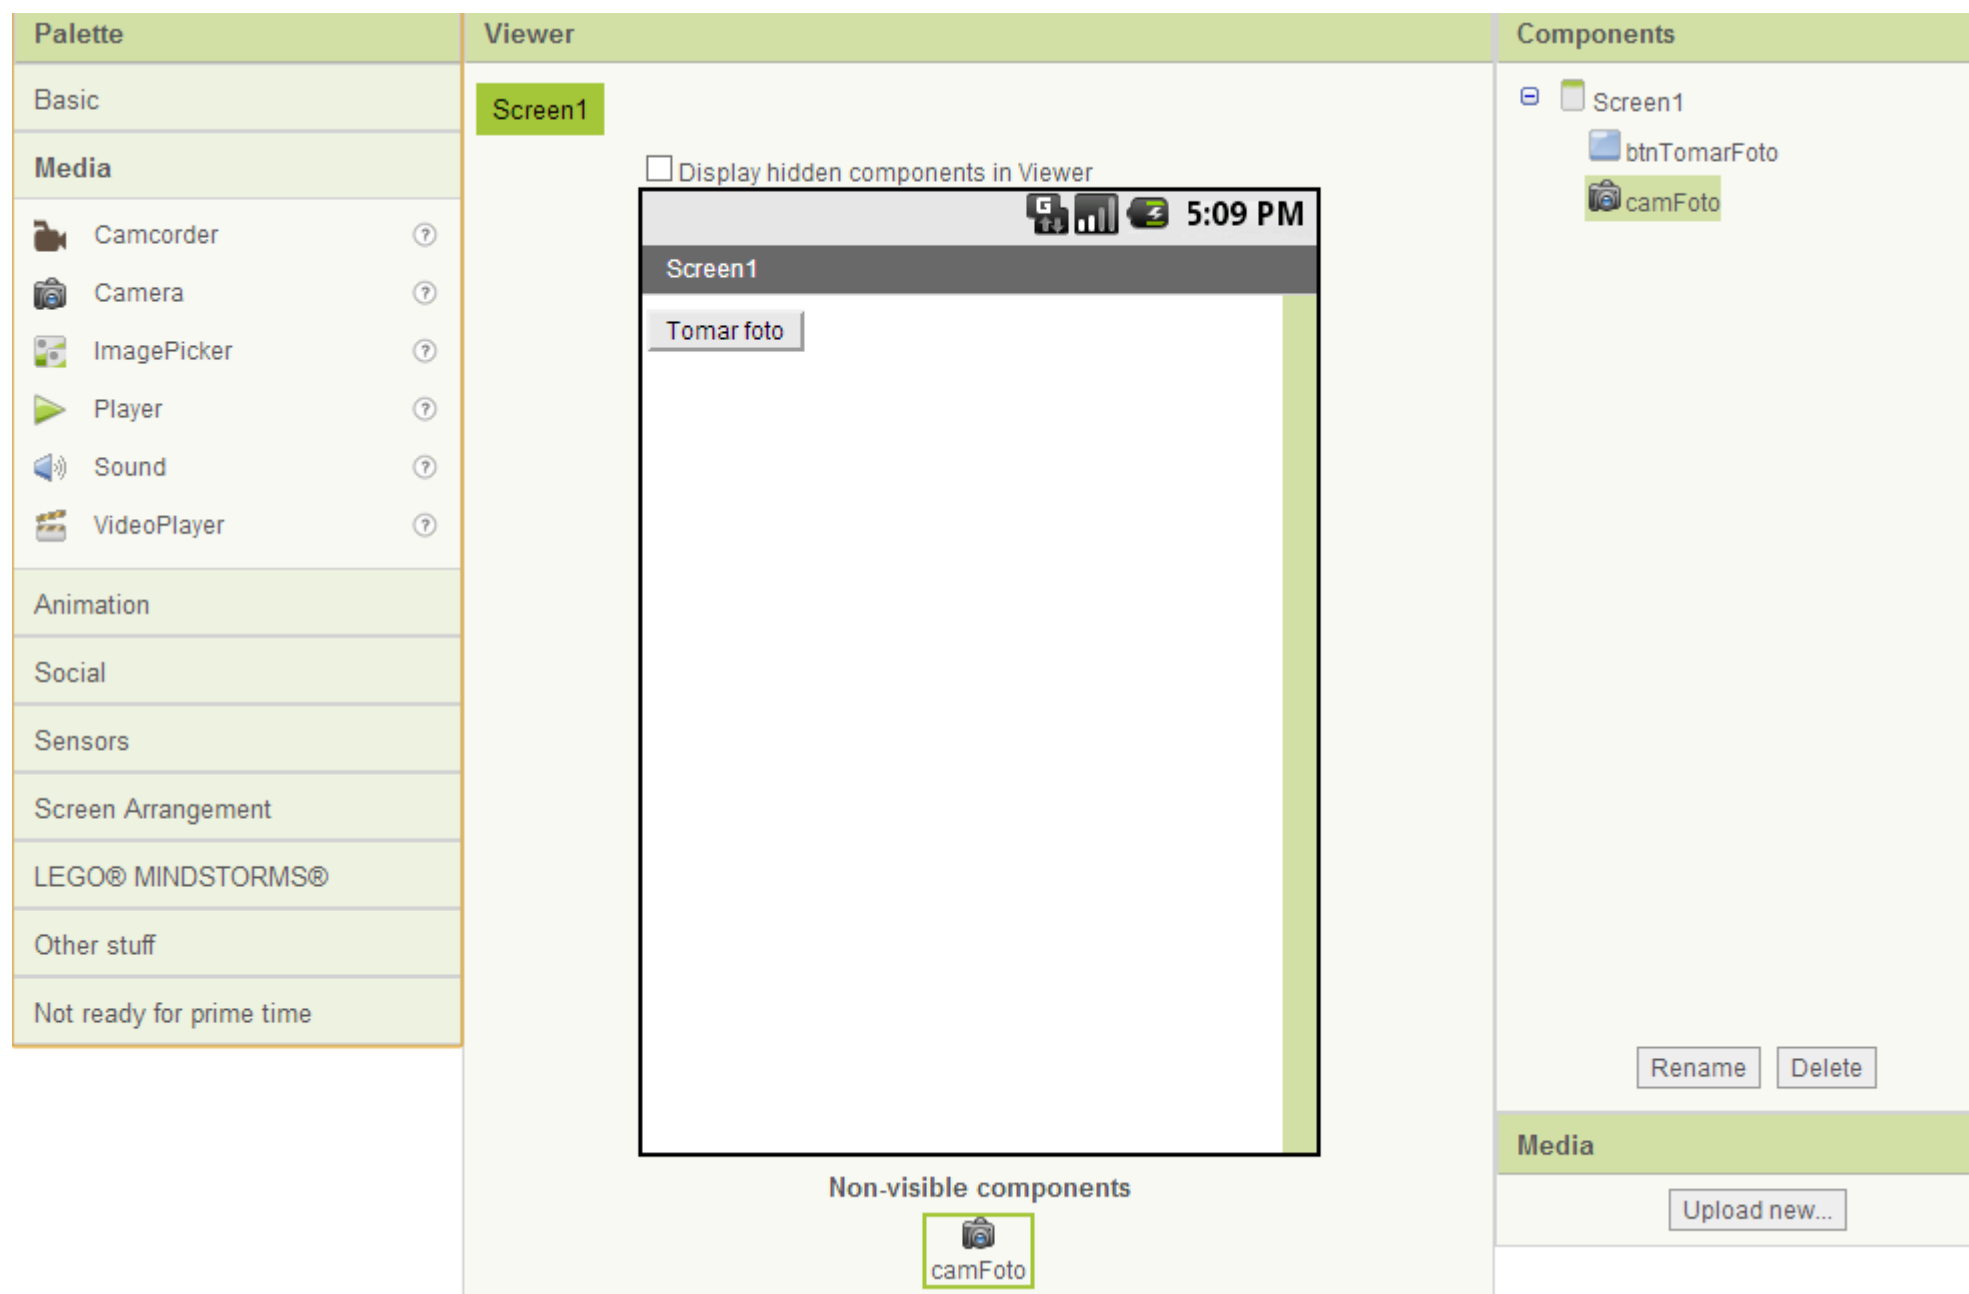 Palette
Basic
Media
Camcorder ?
Camera ?
ImagePicker ?
Player ?
Sound ?
VideoPlayer ?
Animation
Social
Sensors
Screen Arrangement
LEGO® MINDSTORMS®
Other stuff
Not ready for prime time
Viewer
Screen1
Display hidden components in Viewer
G 5:09 PM
Screen1
Tomar foto
Non-visible components
camFoto
Components
Screen1
btnTomarFoto
camFoto
Rename Delete
Media
Upload new...